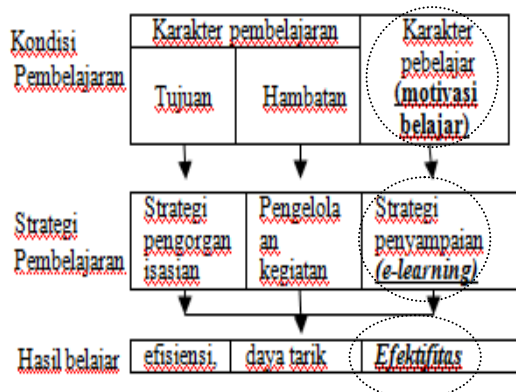 Kondisi
Pembelajaran
Karakter pembelajaran
Tujuan
Hambatan
Karakter
pebelajar
(motivasi
belajar)
Strategi
Pembelajaran
Strategi
pengorgan
isasian
Pengelola
an
kegiatan
Strategi
penyampaian
(e-learning)
Hasil belajar
efisiensi,
daya tarik
Efektifitas